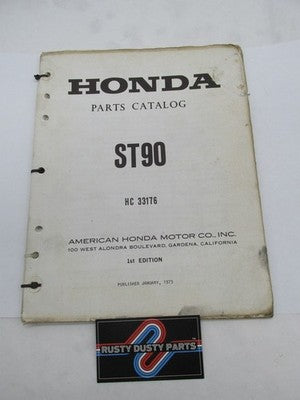 HONDA
PARTS CATALOG
ST90
HC 33176
AMERICAN HONDA MOTOR CO., INC.
100 WEST ALONDRA BOULEVARD, GARDENA, CALIFORNIA
1st EDITION
PUBLISHED JANUARY, 1973
RUSTY DUSTY PARTS